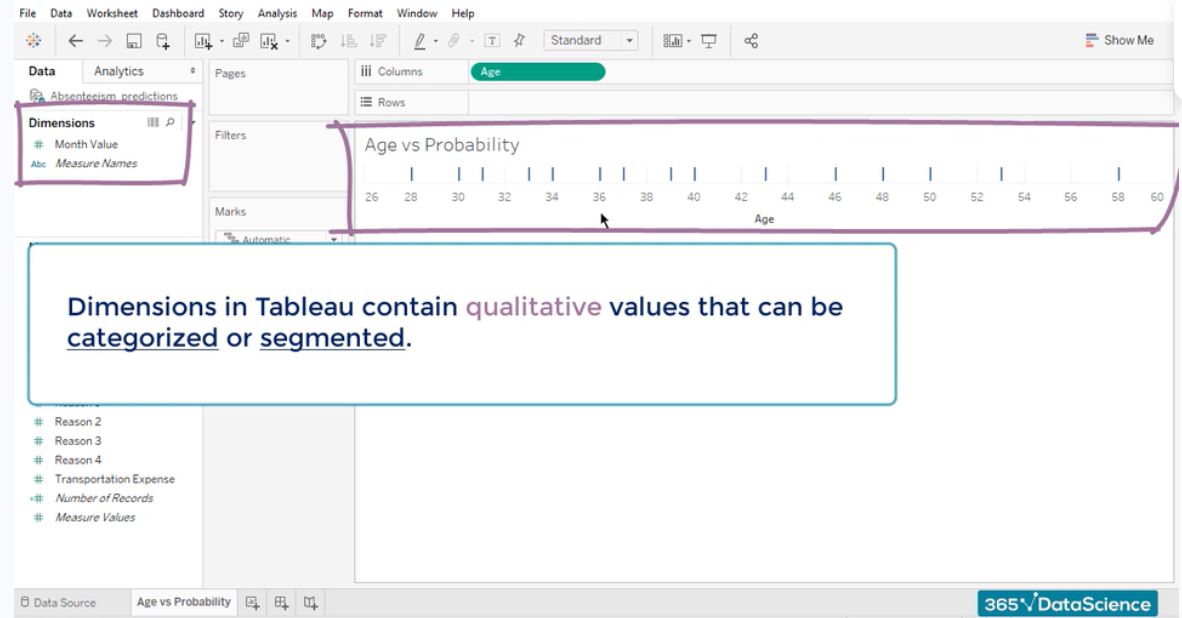 File Data Worksheet Dashboard Story Analysis Map Format Window Help
Standard
Show Me
Data Analytics
Pages
Columns
Age
Absenteeism_predictions
Rows
Dimensions
Month Value
Abc Measure Names
Filters
Age vs Probability
26 28 30 32 34 36 38 40 42 44 46 48 50 52 54 56 58 60
Age
Marks
Automatic
Dimensions in Tableau contain qualitative values that can be
categorized or segmented.
Reason 2
Reason 3
Reason 4
Transportation Expense
Number of Records
Measure Values
Data Source
Age vs Probability
365 DataScience